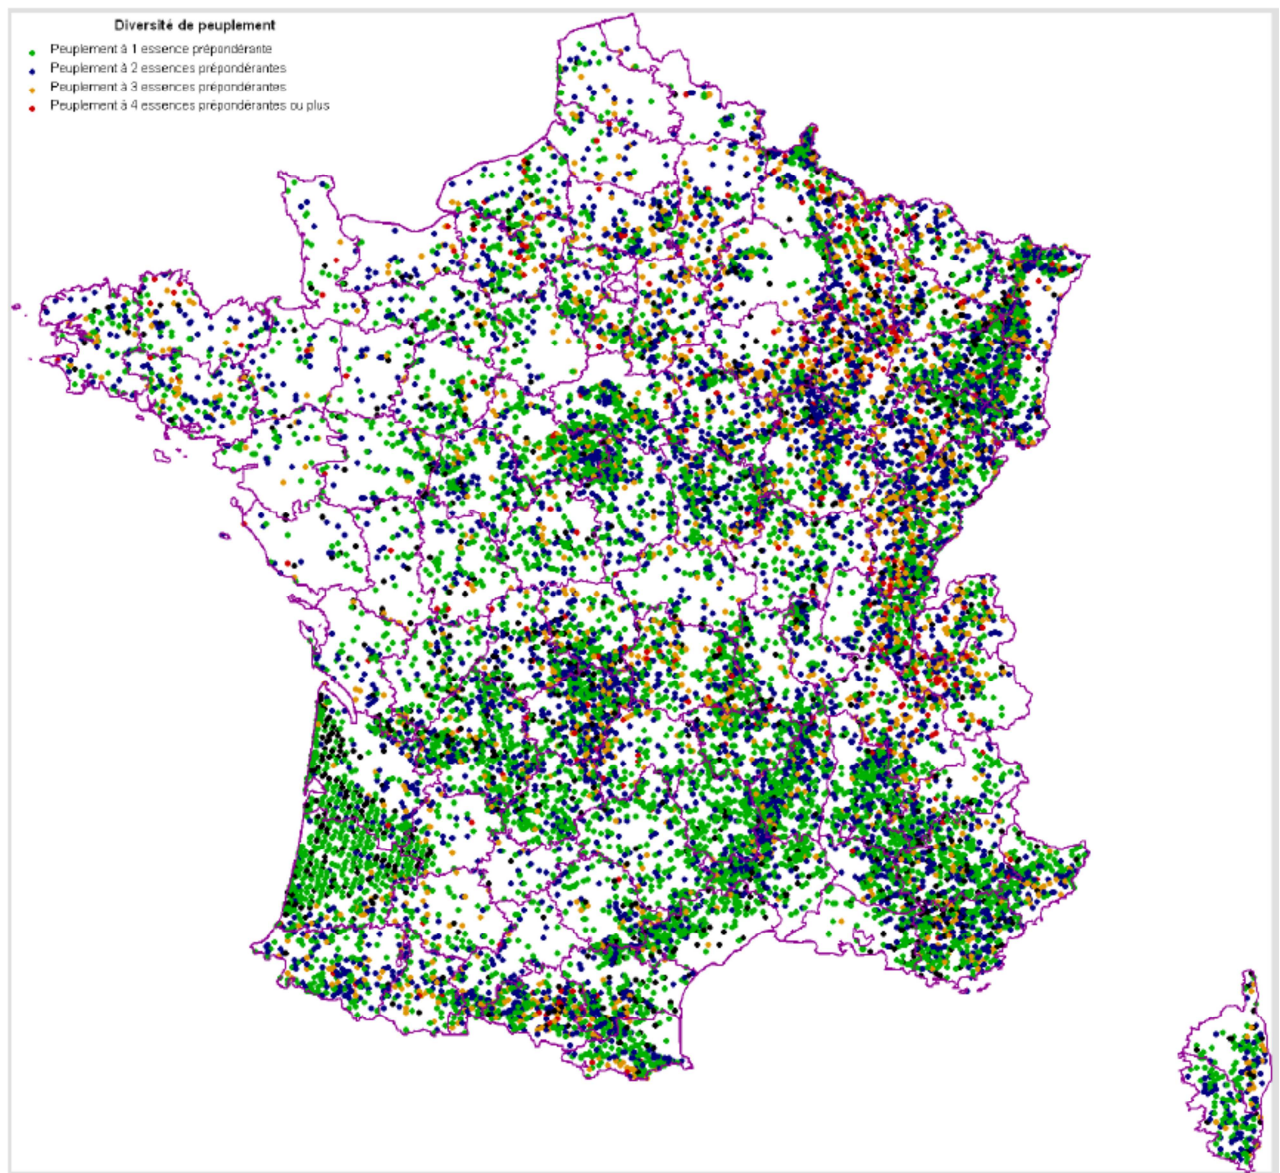 Diversité de peuplement
Peuplement à 1 essence prépondérante
Peuplement à 2 essences prépondérantes
Peuplement à 3 essences prépondérantes
Peuplement à 4 essences prépondérantes ou plus